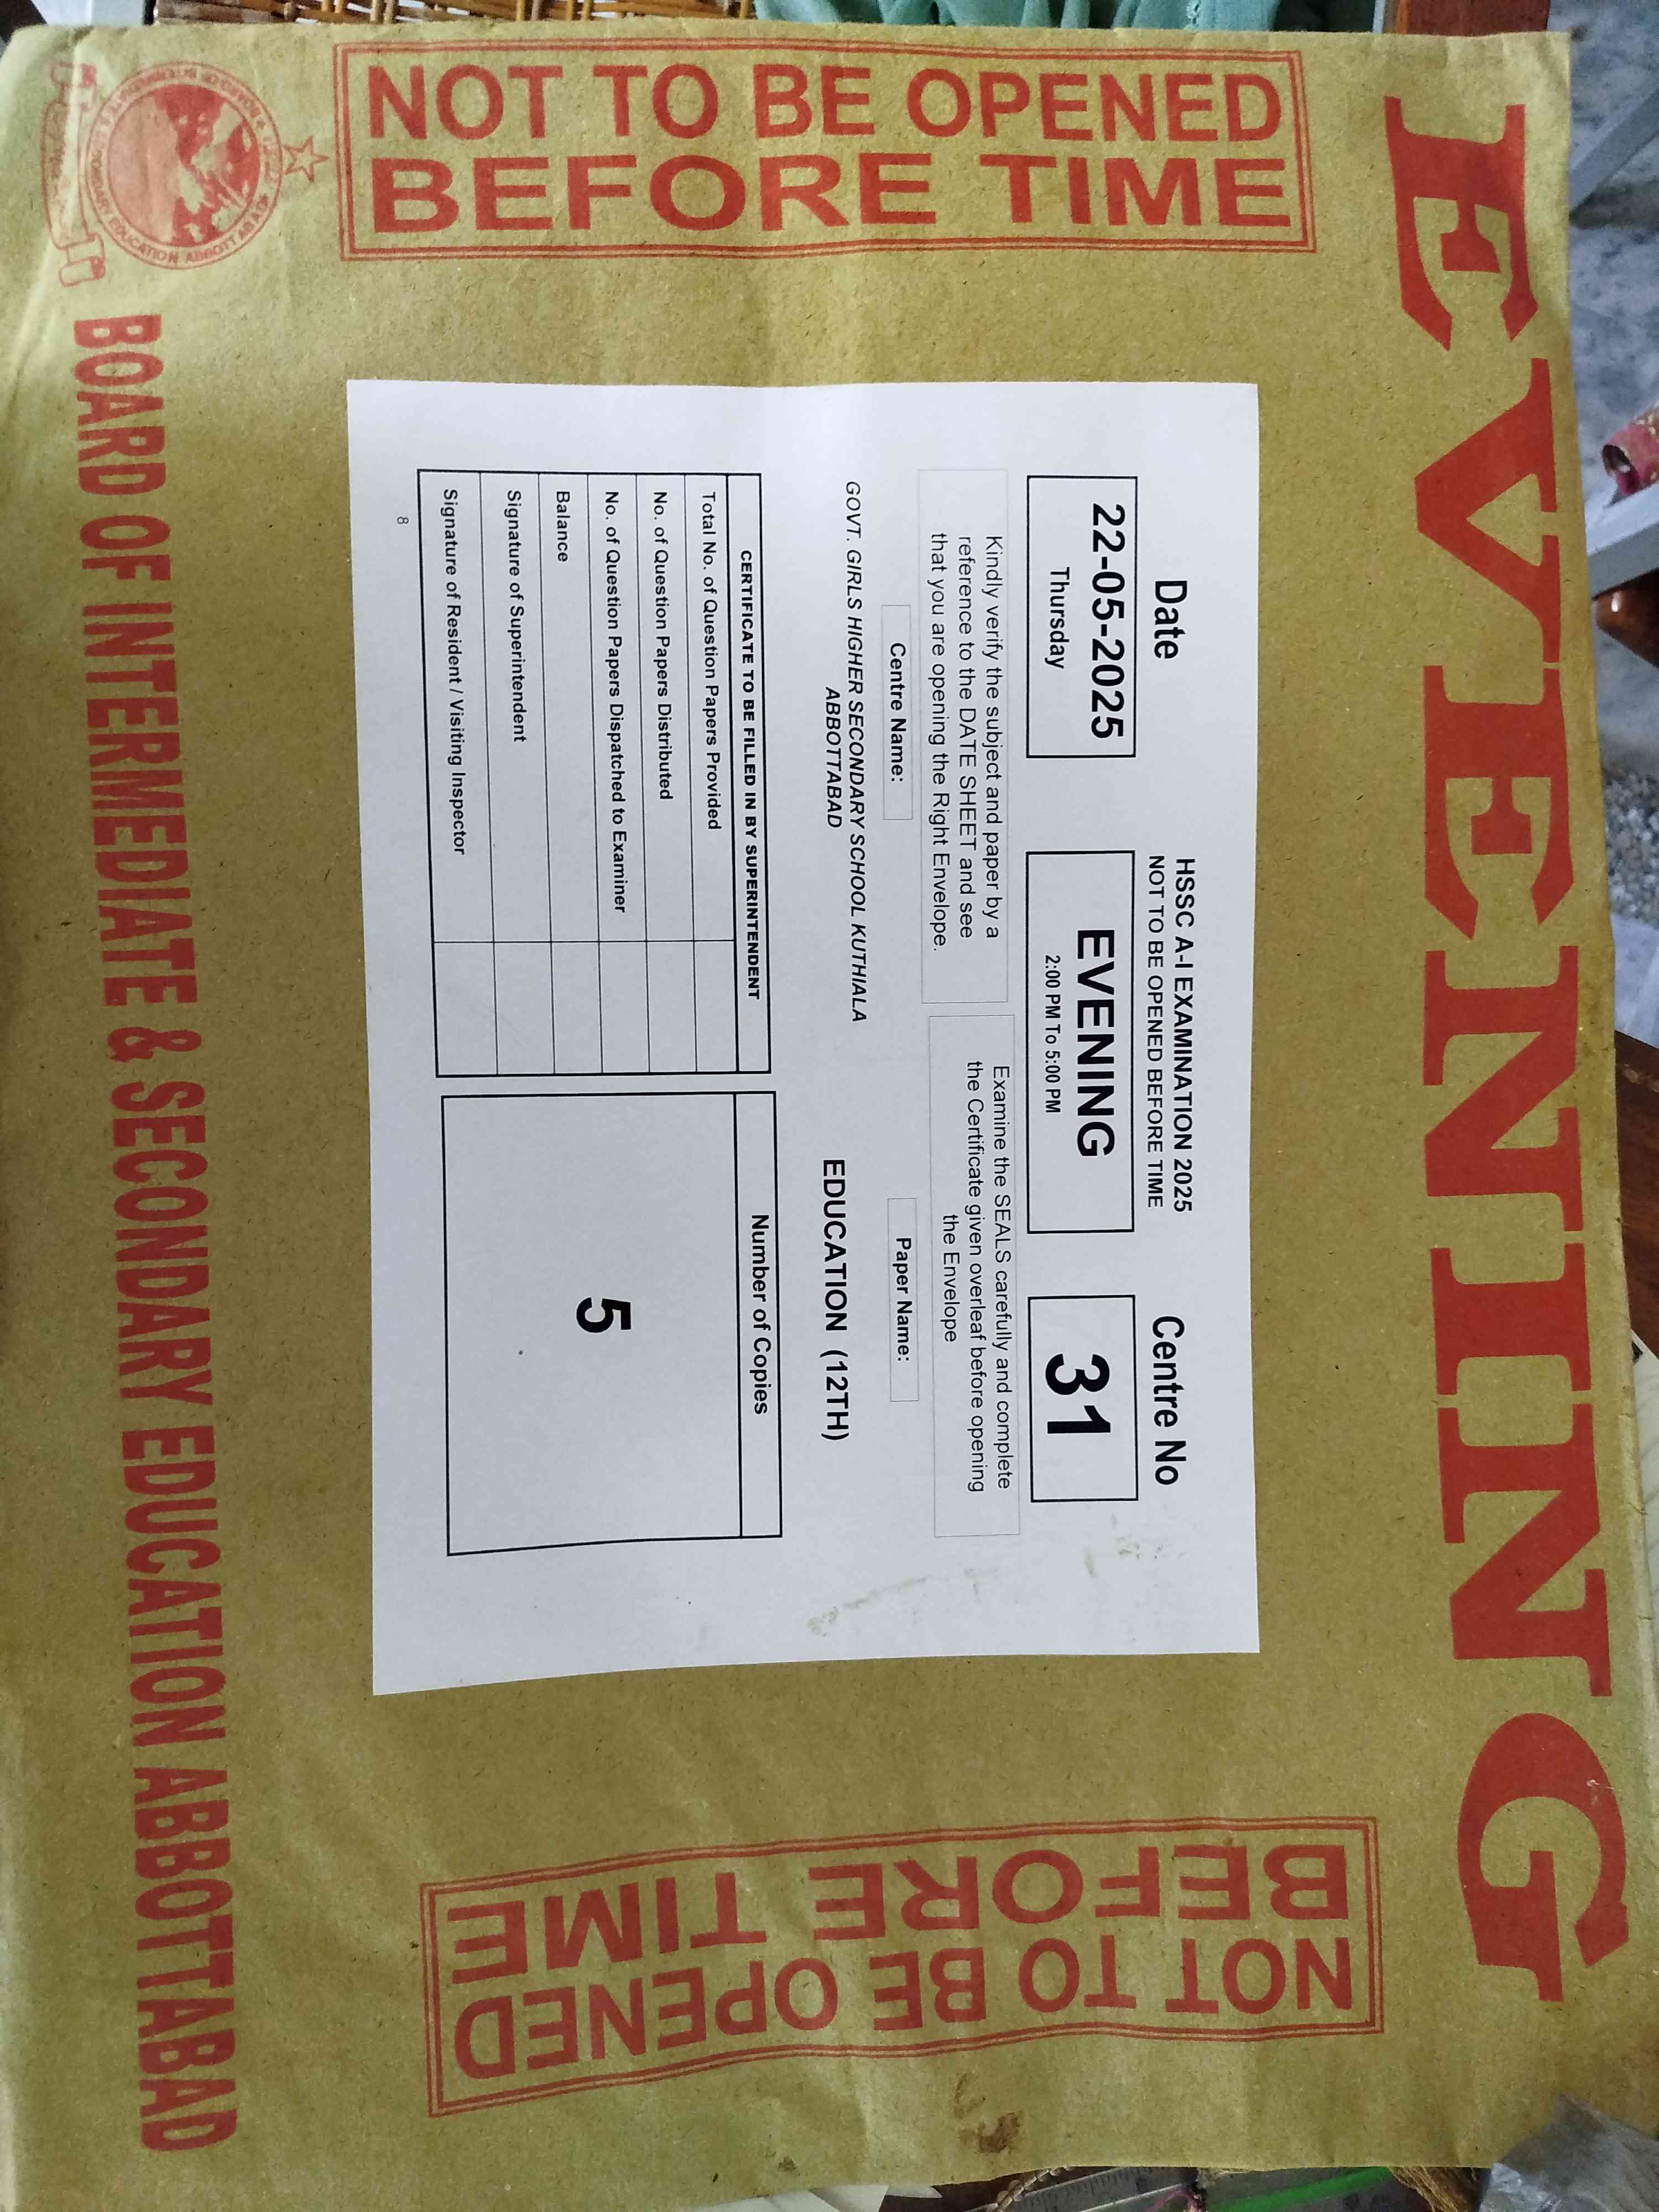 EVENING
NOT TO BE OPENED
BEFORE TIME
Date
22-05-2025
Thursday
HSSC A-I EXAMINATION 2025
NOT TO BE OPENED BEFORE TIME
EVENING
2:00 PM To 5:00 PM
Centre No
31
Kindly verify the subject and paper by a
reference to the DATE SHEET and see
that you are opening the Right Envelope.
Examine the SEALS carefully and complete
the Certificate given overleaf before opening
the Envelope
Centre Name:
GOVT. GIRLS HIGHER SECONDARY SCHOOL KUTHIALA
ABBOTTABAD
Paper Name:
EDUCATION (12TH)
CERTIFICATE TO BE FILLED IN BY SUPERINTENDENT
Total No. of Question Papers Provided
No. of Question Papers Distributed
No. of Question Papers Dispatched to Examiner
Balance
Signature of Superintendent
Signature of Resident / Visiting Inspector
Number of Copies
5
8
NOT TO BE OPENED
BEFORE TIME
BOARD OF INTERMEDIATE & SECONDARY EDUCATION ABBOTTABAD